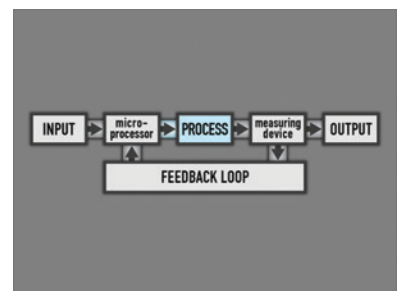 INPUT
micro-
processor
PROCESS
measuring
device
OUTPUT
FEEDBACK LOOP